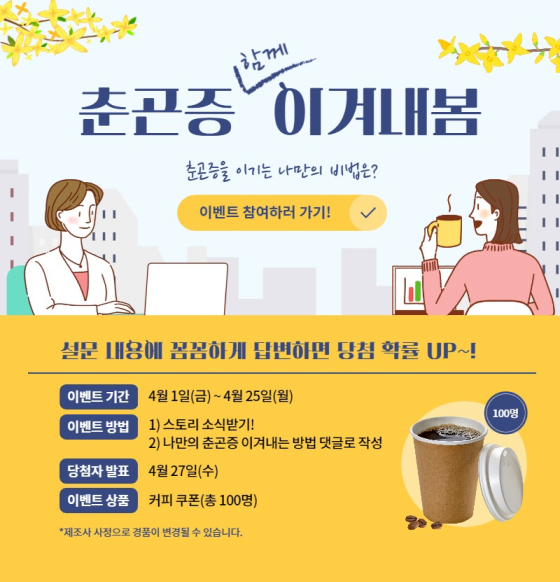 함께
춘곤증 이겨내봄
춘곤증을 이기는 나만의 비법은?
이벤트 참여하러 가기!
설문 내용에 꼼꼼하게 답변하면 당첨 확률 UP~!
이벤트 기간 4월 1일(금) ~ 4월 25일(월)
이벤트 방법 1) 스토리 소식받기!
2) 나만의 춘곤증 이겨내는 방법 댓글로 작성
당첨자 발표 4월 27일(수)
이벤트 상품 커피 쿠폰(총 100명)
100명
*제조사 사정으로 경품이 변경될 수 있습니다.